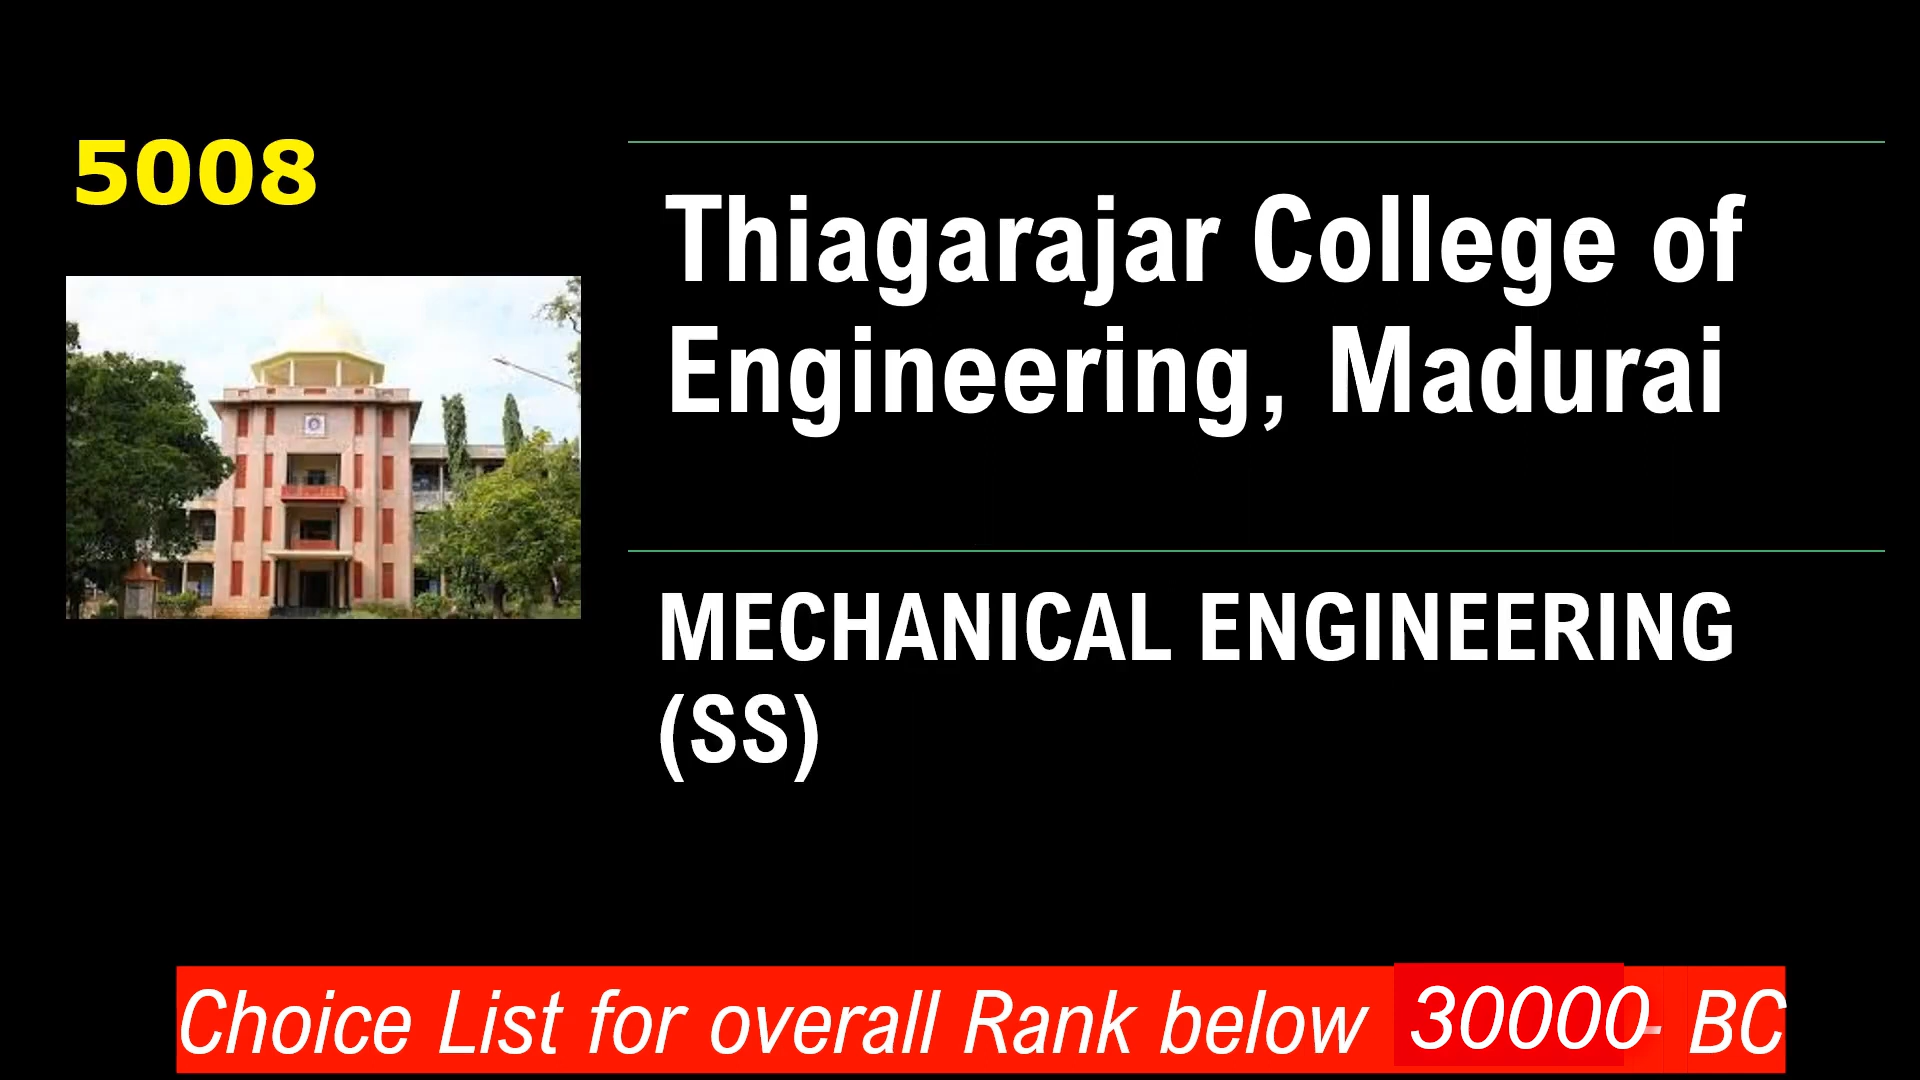 5008
Thiagarajar College of
Engineering, Madurai
MECHANICAL ENGINEERING
(SS)
Choice List for overall Rank below 30000- BC